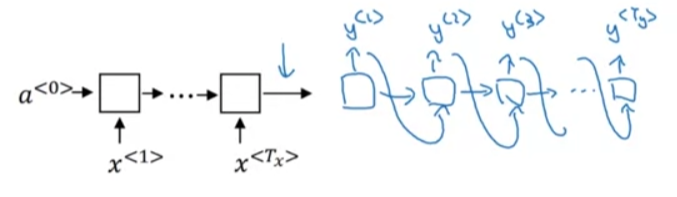 y<1> y<2> y<3> y<Ty>
a<0> ... ...
x<1> x<Tx>